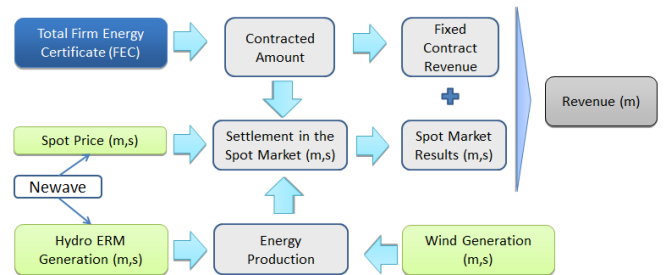 Total Firm Energy
Certificate (FEC)
Contracted
Amount
Fixed
Contract
Revenue
Revenue (m)
Spot Price (m,s)
Settlement in the
Spot Market (m,s)
Spot Market
Results (m,s)
Newave
Hydro ERM
Generation (m,s)
Energy
Production
Wind Generation
(m,s)